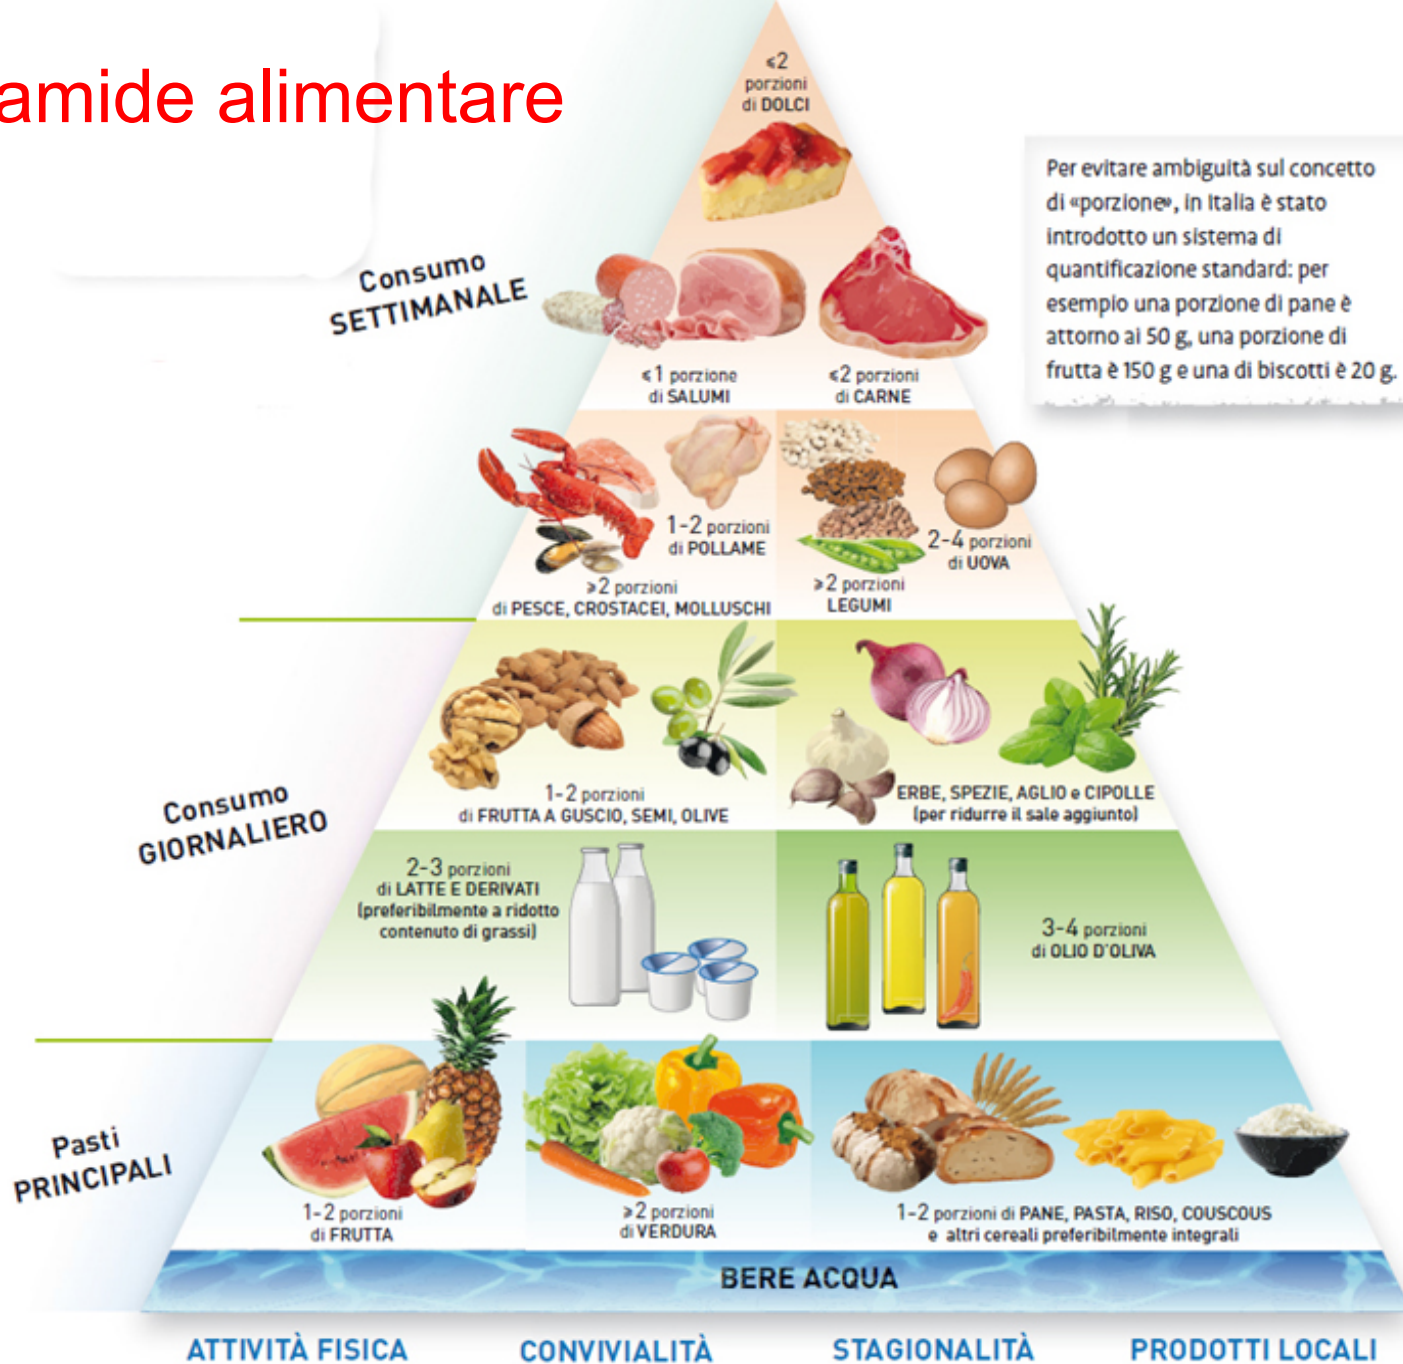 amide alimentare
≤2
porzioni
di DOLCI
Per evitare ambiguità sul concetto
di «porzione», in Italia è stato
introdotto un sistema di
quantificazione standard: per
esempio una porzione di pane è
attorno ai 50 g, una porzione di
frutta è 150 g e una di biscotti è 20 g.
Consumo
SETTIMANALE
≤1 porzione
di SALUMI
≤2 porzioni
di CARNE
1-2 porzioni
di POLLAME
2-4 porzioni
di UOVA
≥2 porzioni
di PESCE, CROSTACEI, MOLLUSCHI
≥2 porzioni
LEGUMI
Consumo
GIORNALIERO
1-2 porzioni
di FRUTTA A GUSCIO, SEMI, OLIVE
ERBE, SPEZIE, AGLIO e CIPOLLE
(per ridurre il sale aggiunto)
2-3 porzioni
di LATTE E DERIVATI
(preferibilmente a ridotto
contenuto di grassi)
3-4 porzioni
di OLIO D'OLIVA
Pasti
PRINCIPALI
1-2 porzioni
di FRUTTA
≥2 porzioni
di VERDURA
1-2 porzioni di PANE, PASTA, RISO, COUSCOUS
e altri cereali preferibilmente integrali
BERE ACQUA
ATTIVITÀ FISICA
CONVIVIALITÀ
STAGIONALITÀ
PRODOTTI LOCALI